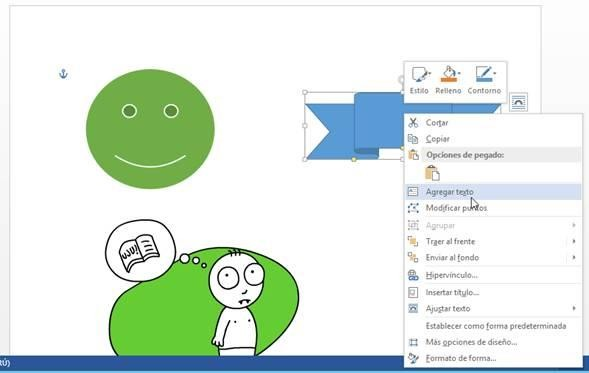 Estilo Relleno Contorno
Cortar
Copiar
Opciones de pegado:
Agregar texto
Modificar puntos
Agrupar
Traer al frente
Enviar al fondo
Hipervínculo...
Insertar título...
Ajustar texto
Establecer como forma predeterminada
Más opciones de diseño...
Formato de forma...
RÚ)